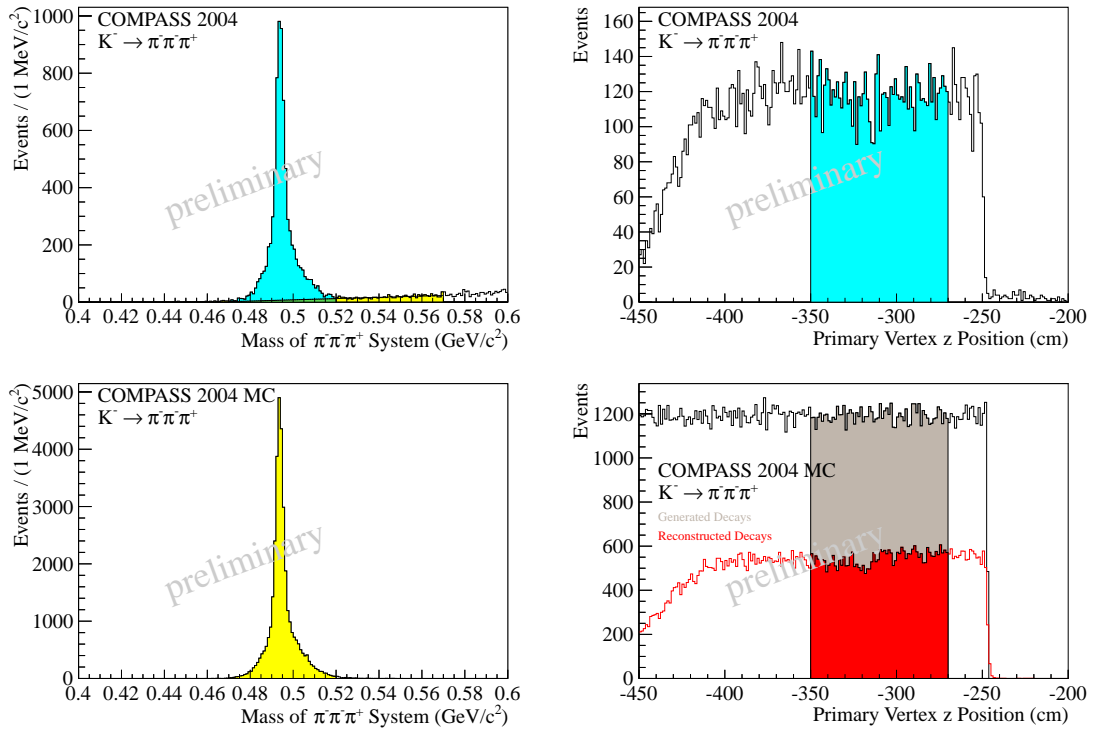 COMPASS 2004
K⁻ → π⁻π⁻π⁺
preliminary
Events / (1 MeV/c²)
1000
800
600
400
200
0
0.4 0.42 0.44 0.46 0.48 0.5 0.52 0.54 0.56 0.58 0.6
Mass of π⁻π⁻π⁺ System (GeV/c²)
COMPASS 2004
K⁻ → π⁻π⁻π⁺
preliminary
Events
160
140
120
100
80
60
40
20
0
-450 -400 -350 -300 -250 -200
Primary Vertex z Position (cm)
COMPASS 2004 MC
K⁻ → π⁻π⁻π⁺
preliminary
Events / (1 MeV/c²)
5000
4000
3000
2000
1000
0
0.4 0.42 0.44 0.46 0.48 0.5 0.52 0.54 0.56 0.58 0.6
Mass of π⁻π⁻π⁺ System (GeV/c²)
Events
1200
1000
800
600
400
200
0
COMPASS 2004 MC
K⁻ → π⁻π⁻π⁺
Generated Decays
Reconstructed Decays
preliminary
-450 -400 -350 -300 -250 -200
Primary Vertex z Position (cm)